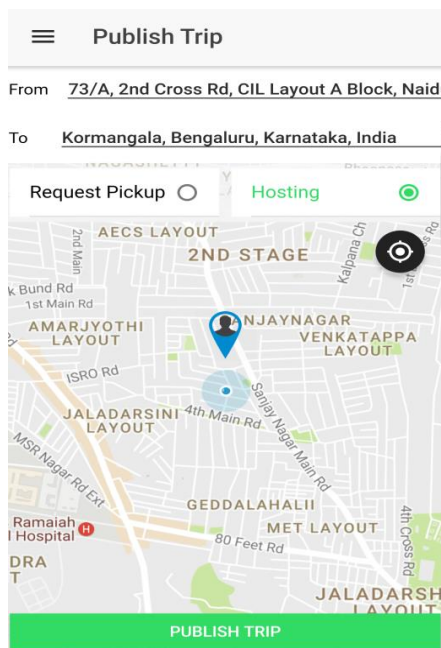 Publish Trip
From 73/A, 2nd Cross Rd, CIL Layout A Block, Naid
To Kormangala, Bengaluru, Karnataka, India
Request Pickup
Hosting
AECS LAYOUT
2nd Main
2ND STAGE
Kalpana Ch
k Bund Rd
1st Main Rd
AMARJYOTHI
LAYOUT
ANJAYNAGAR
VENKATAPPA
LAYOUT
ISRO Rd
JALADARSINI
LAYOUT
4th Main Rd
Sanjay Nagar Main Rd
MSR Nagar Rd Ext
GEDDALAHALII
MET LAYOUT
Ramaiah
l Hospital
H
80 Feet Rd
4th Cross Rd
DRA
T
JALADARSH
LAYOUT
PUBLISH TRIP